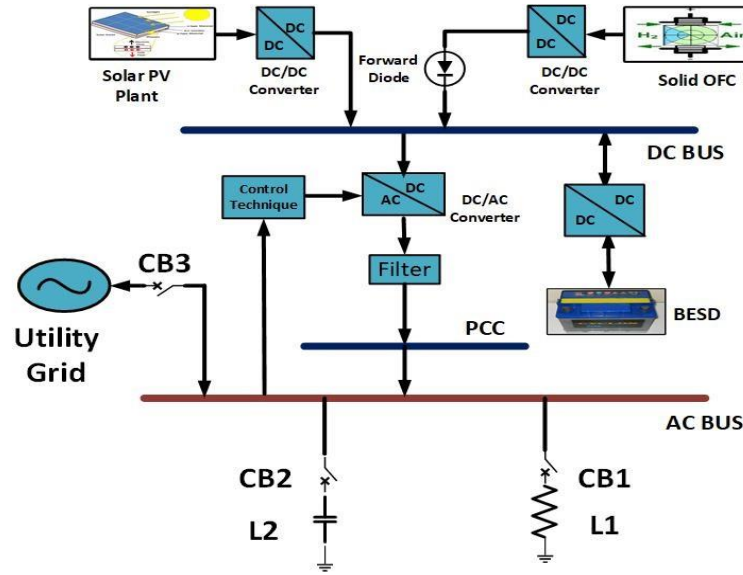 DC
DC
DC/DC
Converter
Solar PV
Plant
Forward
Diode
DC
DC
DC/DC
Converter
H₂
Air
Solid OFC
DC BUS
Control
Technique
DC
AC
DC/AC
Converter
DC
DC
Filter
BESD
CB3
Utility
Grid
PCC
AC BUS
CB2
L2
CB1
L1